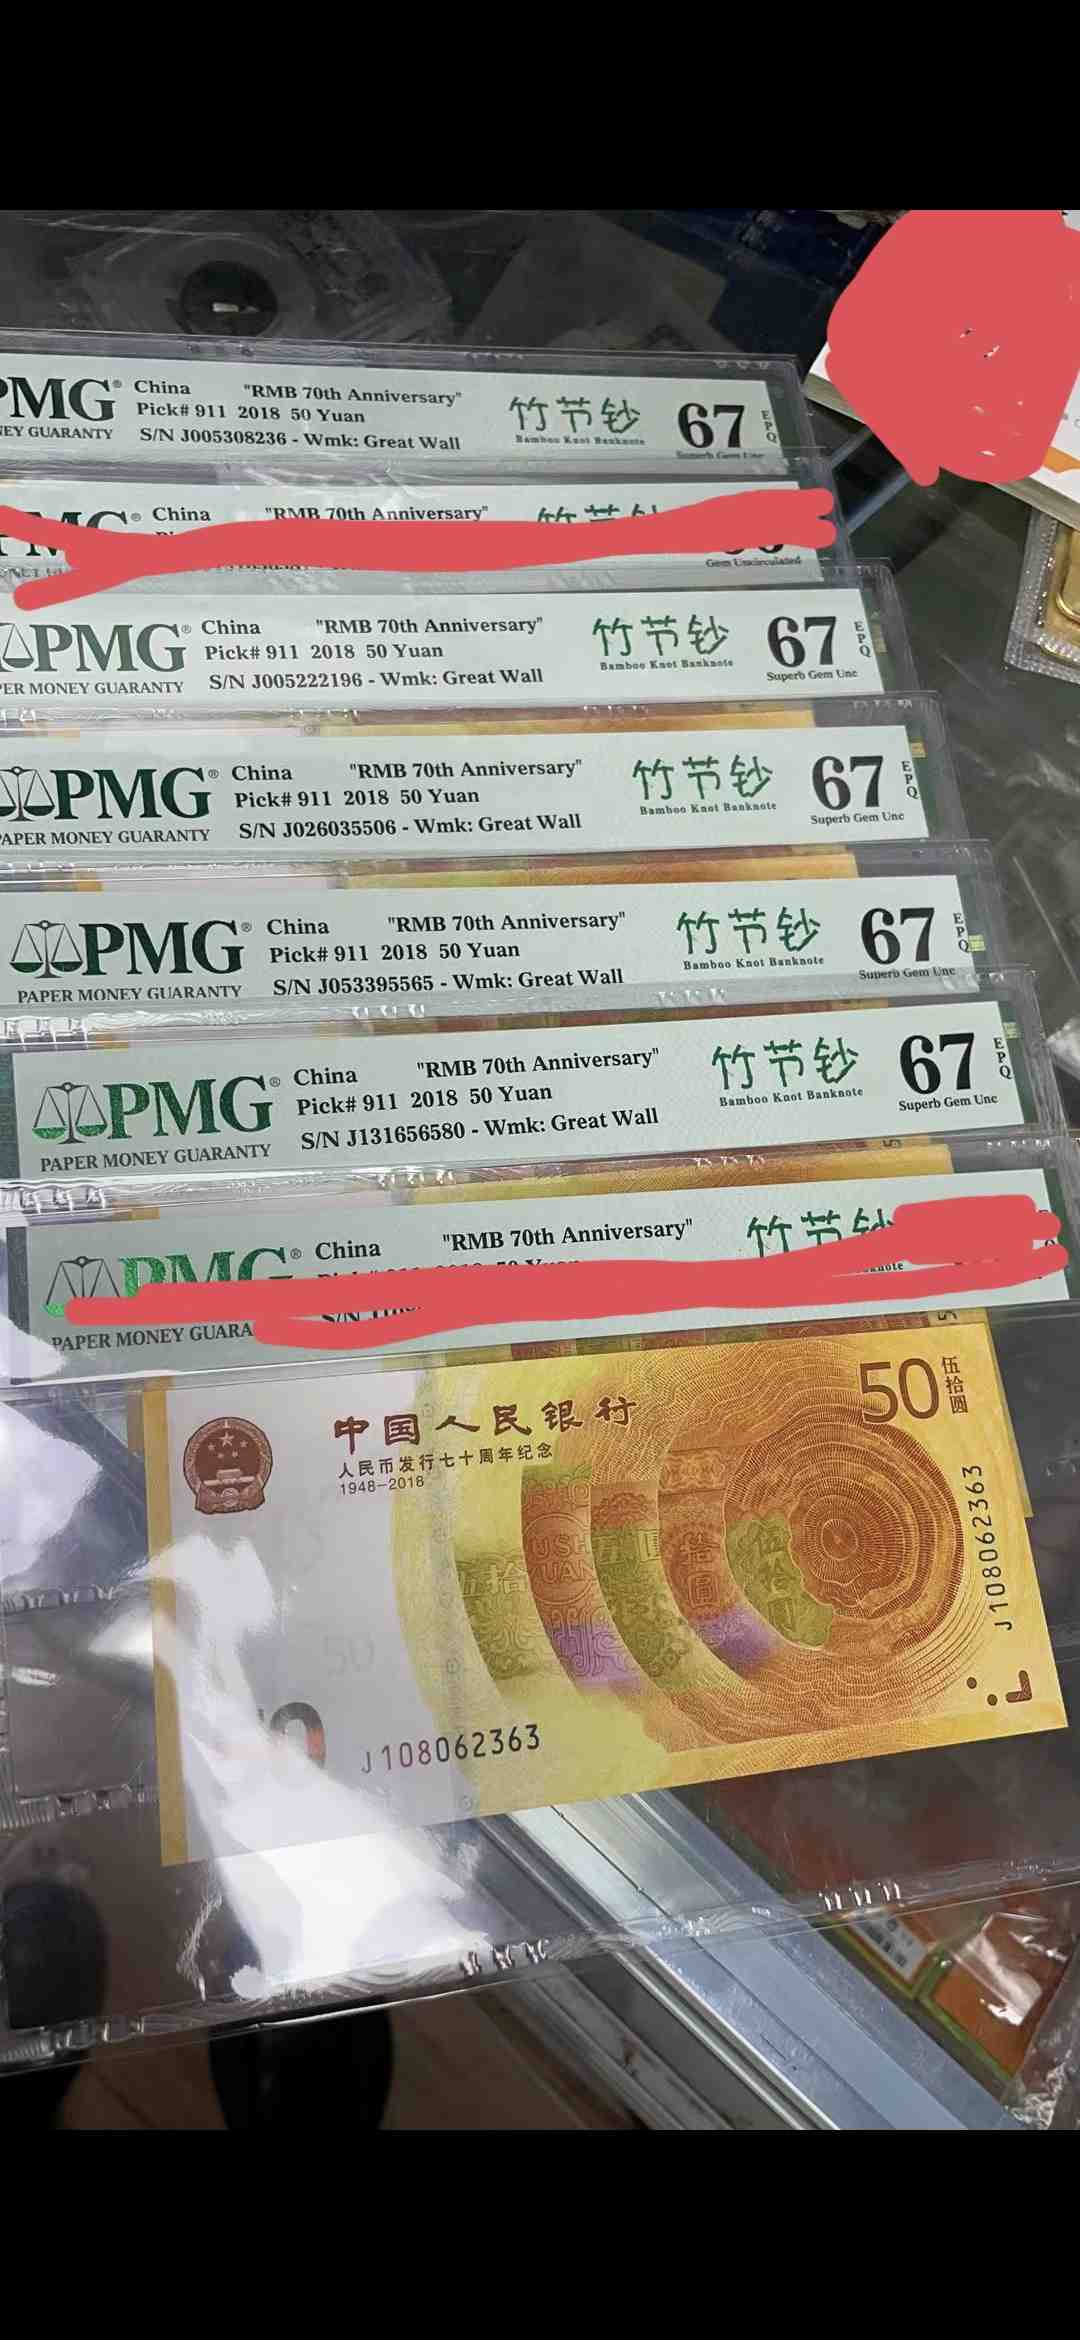 PMG® China "RMB 70th Anniversary"
Pick# 911 2018 50 Yuan
S/N J005308236 - Wmk: Great Wall
GUARANTY
竹节钞
Bamboo Knot Banknote
67
EPQ
Superb Gem Unc
China "RMB 70th Anniversary"
Gem Uncirculated
PMG® China "RMB 70th Anniversary"
Pick# 911 2018 50 Yuan
S/N J005222196 - Wmk: Great Wall
MONEY GUARANTY
竹节钞
Bamboo Knot Banknote
67
EPQ
Superb Gem Unc
PMG® China "RMB 70th Anniversary"
Pick# 911 2018 50 Yuan
S/N J026035506 - Wmk: Great Wall
PAPER MONEY GUARANTY
竹节钞
Bamboo Knot Banknote
67
EPQ
Superb Gem Unc
PMG® China "RMB 70th Anniversary"
Pick# 911 2018 50 Yuan
S/N J053395565 - Wmk: Great Wall
PAPER MONEY GUARANTY
竹节钞
Bamboo Knot Banknote
67
EPQ
Superb Gem Unc
PMG® China "RMB 70th Anniversary"
Pick# 911 2018 50 Yuan
S/N J131656580 - Wmk: Great Wall
PAPER MONEY GUARANTY
竹节钞
Bamboo Knot Banknote
67
EPQ
Superb Gem Unc
PMG® China "RMB 70th Anniversary"
竹节
S/N
PAPER MONEY
中国人民银行
人民币发行七十周年纪念
1948-2018
50
伍拾圆
J108062363
50
J108062363